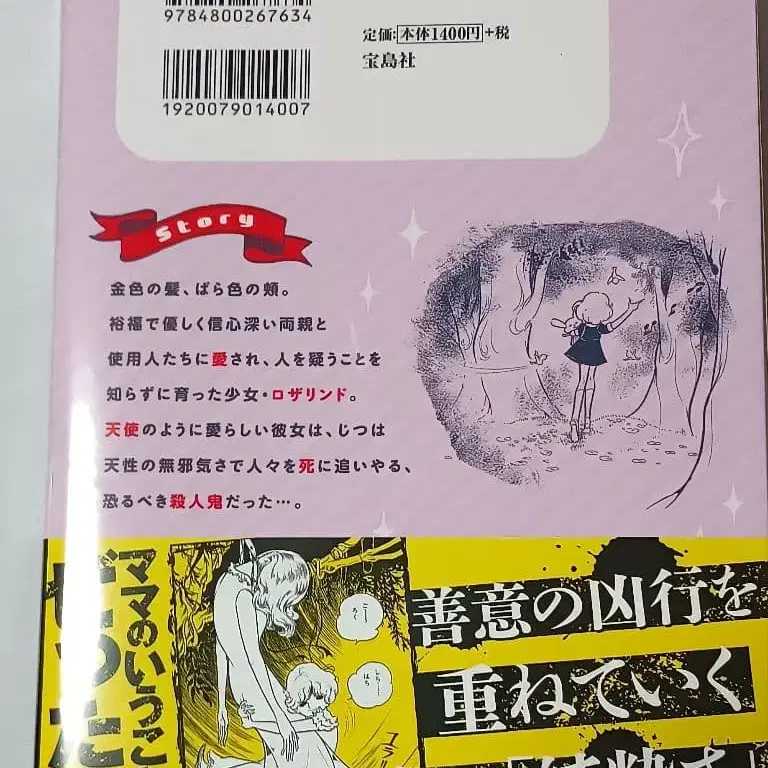 9784800267634
定価:本体1400円+税
宝島社
1920079014007
Story
金色の髪、ばら色の頬。
裕福で優しく信心深い両親と
使用人たちに愛され、人を疑うことを
知らずに育った少女・ロザリンド。
天使のように愛らしい彼女は、じつは
天性の無邪気さで人々を死に追いやる、
恐るべき殺人鬼だった…。
ママのいうこ
善意の凶行を
重ねていく